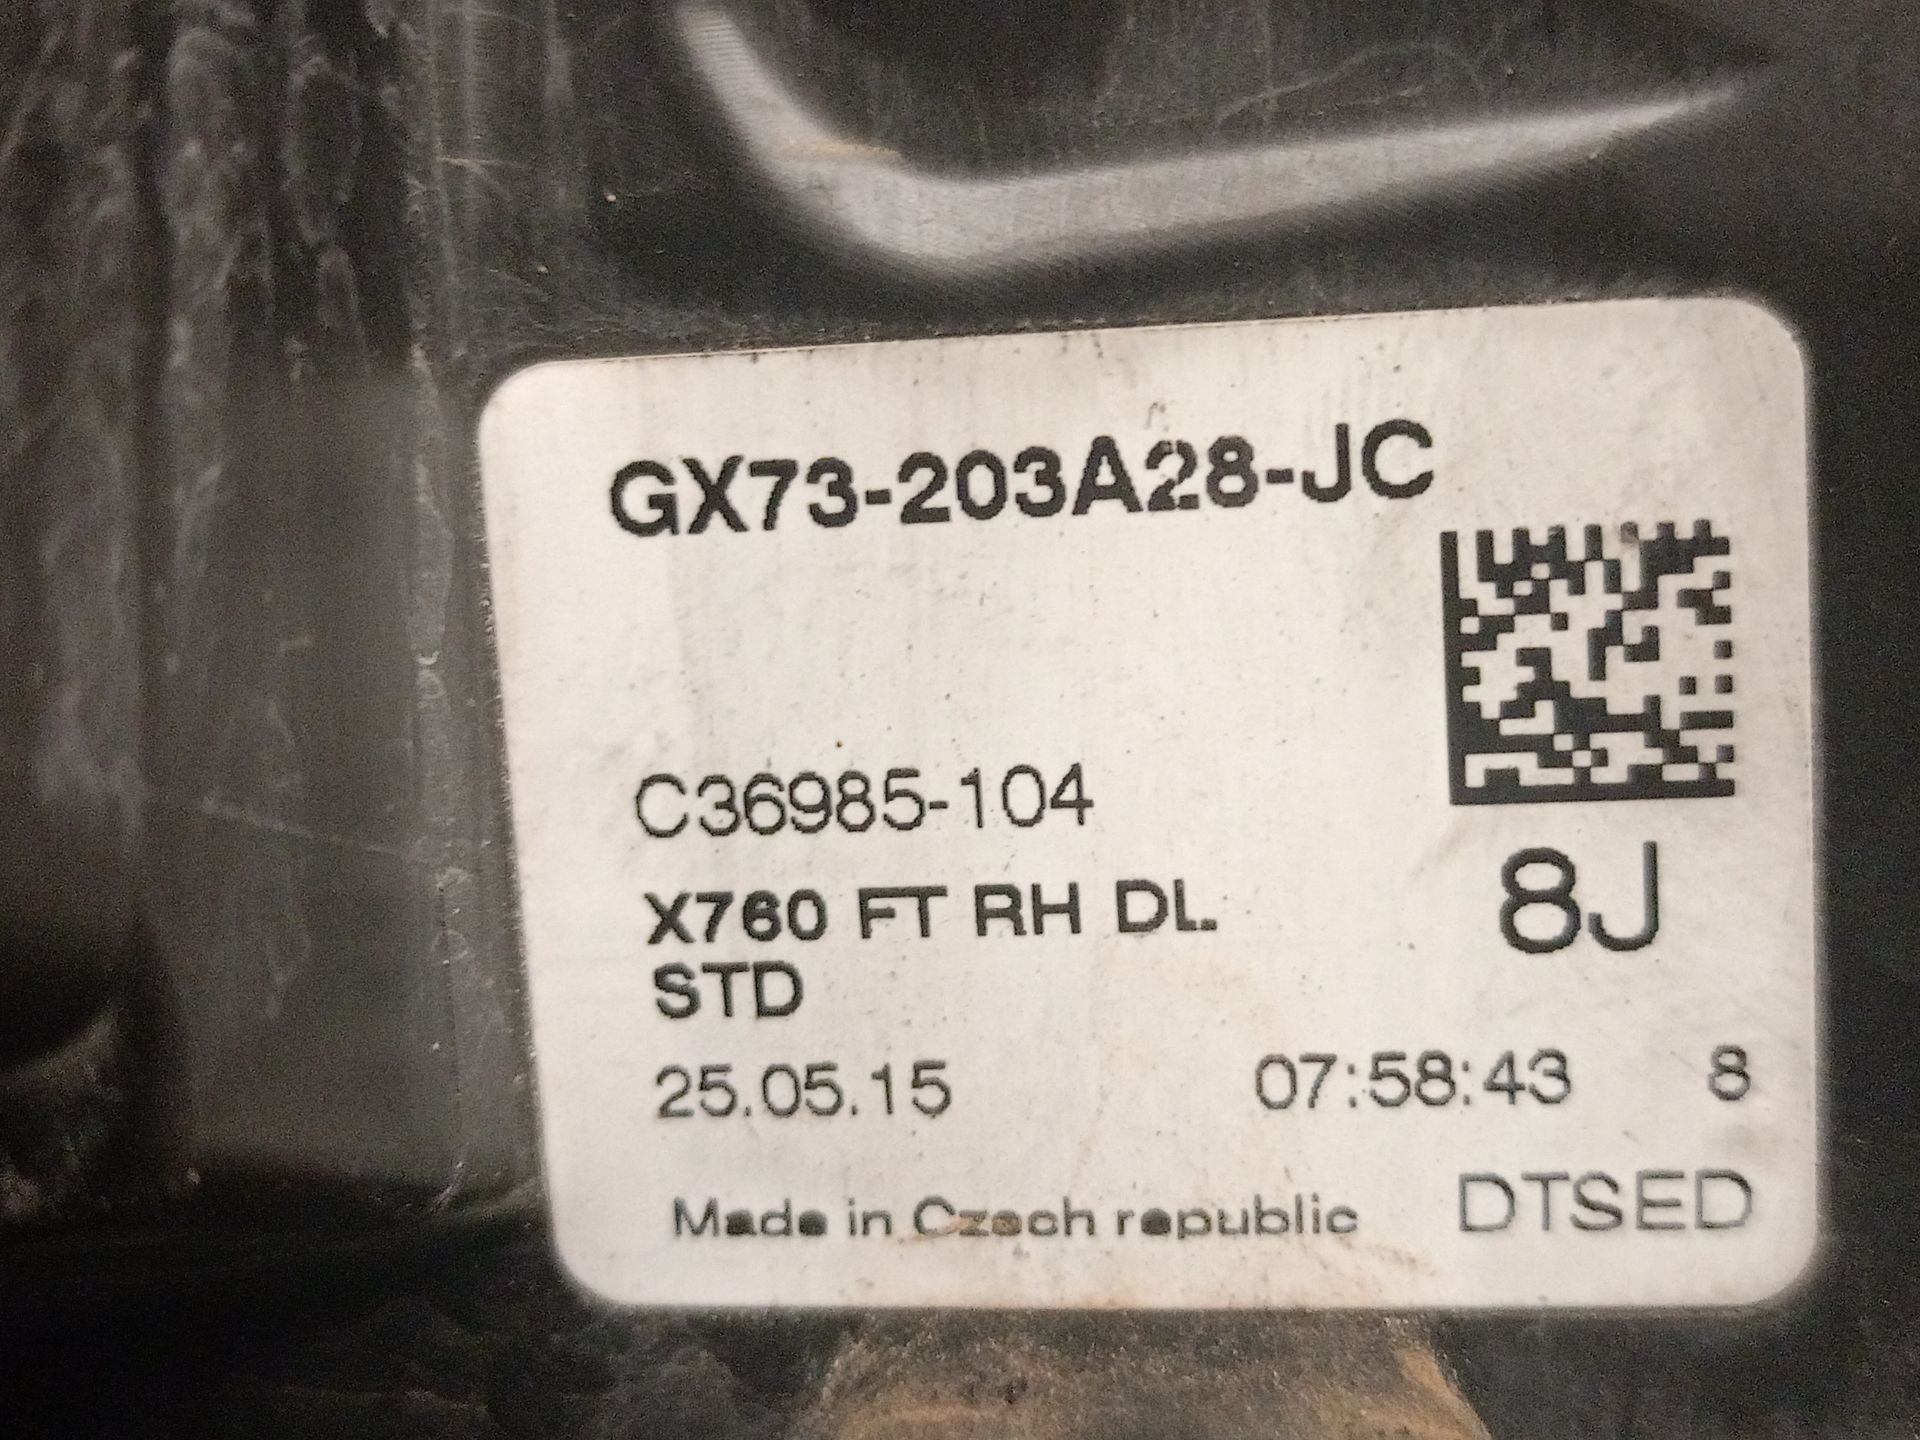 GX73-203A28-JC
C36985-104
8J
X760 FT RH DL
STD
25.05.15 07:58:43 8
Made in Czech republic DTSED